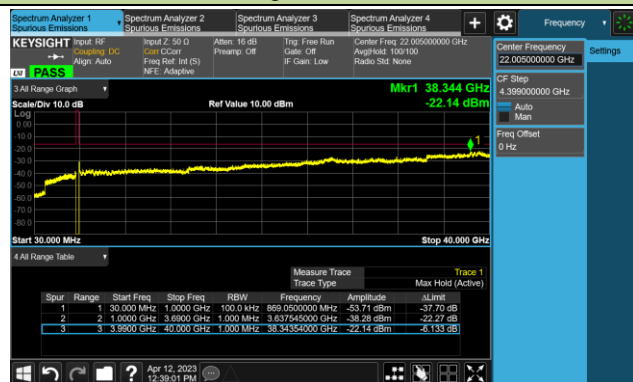 Spectrum Analyzer 1
Spurious Emissions
Spectrum Analyzer 2
Spurious Emissions
Spectrum Analyzer 3
Spurious Emissions
Spectrum Analyzer 4
Spurious Emissions
+
Frequency
KEYSIGHT
Input: RF
Coupling: DC
Align: Auto
Input Z: 50 Ω
Corr CCorr
Freq Ref: Int (S)
NFE: Adaptive
Atten: 16 dB
Preamp: Off
Trig: Free Run
Gate: Off
IF Gain: Low
Center Freq: 22.005000000 GHz
Avg|Hold: 100/100
Radio Std: None
LXI PASS
Center Frequency
22.005000000 GHz
Settings
CF Step
4.399000000 GHz
Auto
Man
Freq Offset
0 Hz
3 All Range Graph
Mkr1 38.344 GHz
Scale/Div 10.0 dB
Ref Value 10.00 dBm
-22.14 dBm
Log
0.00
-10.0
-20.0
-30.0
-40.0
-50.0
-60.0
-70.0
-80.0
1
Start 30.000 MHz
Stop 40.000 GHz
4 All Range Table
Measure Trace Trace 1
Trace Type Max Hold (Active)
Spur Range Start Freq Stop Freq RBW Frequency Amplitude ΔLimit
1 1 30.000 MHz 1.0000 GHz 100.0 kHz 869.0500000 MHz -53.71 dBm -37.70 dB
2 2 1.0000 GHz 3.6900 GHz 1.000 MHz 3.637545000 GHz -38.28 dBm -22.27 dB
3 3 3.9900 GHz 40.000 GHz 1.000 MHz 38.34354000 GHz -22.14 dBm -6.133 dB
?
Apr 12, 2023
12:39:01 PM